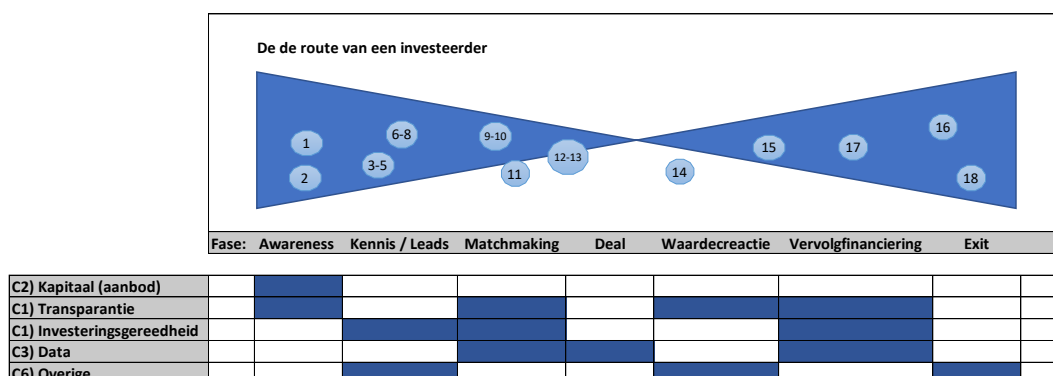 De de route van een investeerder
1
2
6-8
3-5
9-10
11
12-13
14
15
17
16
18
Fase: Awareness Kennis / Leads Matchmaking Deal Waardecreactie Vervolgfinanciering Exit
C2) Kapitaal (aanbod)
C1) Transparantie
C1) Investeringsgereedheid
C3) Data
C6) Overige